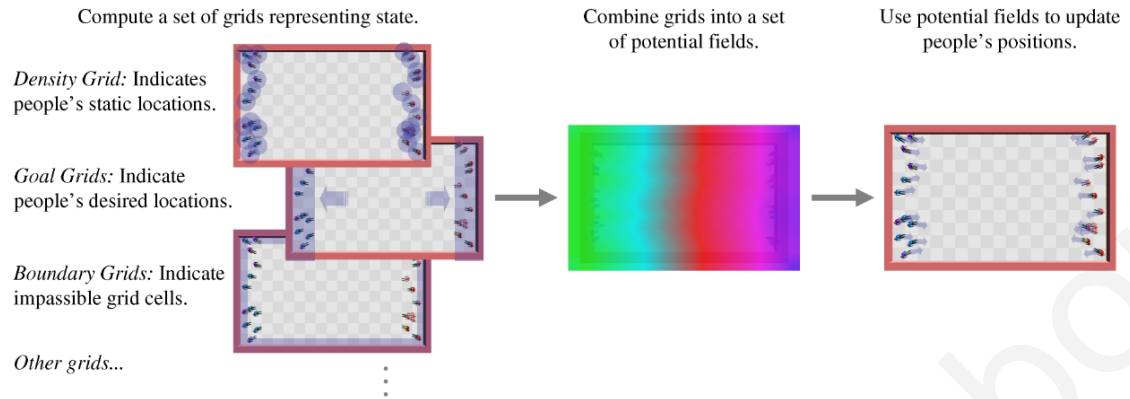 Compute a set of grids representing state.
Combine grids into a set
of potential fields.
Use potential fields to update
people's positions.
Density Grid: Indicates
people's static locations.
Goal Grids: Indicate
people's desired locations.
Boundary Grids: Indicate
impassible grid cells.
Other grids...